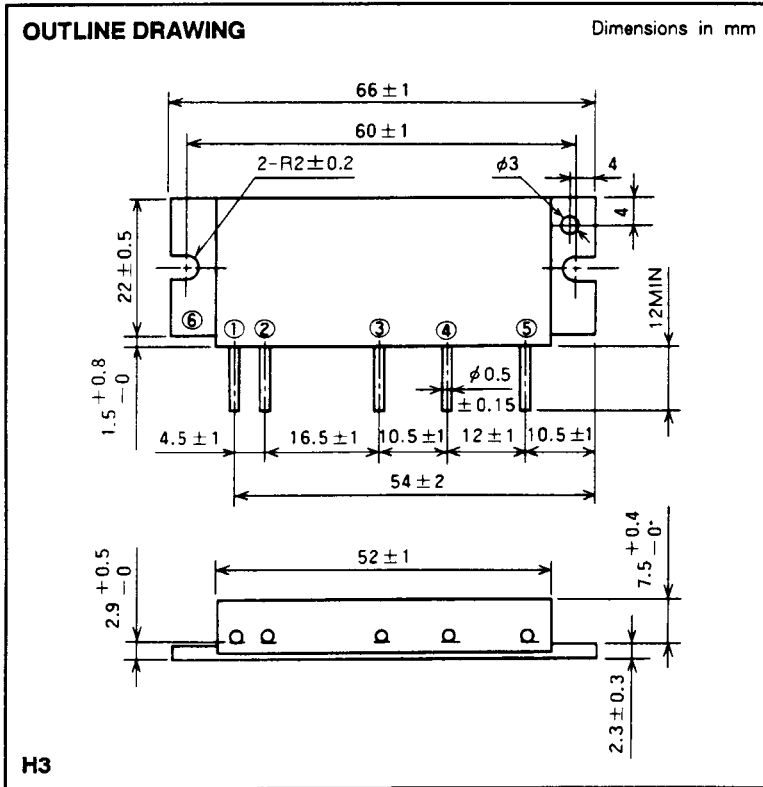 OUTLINE DRAWING
Dimensions in mm
66±1
60±1
2-R2±0.2
φ3
4
4
22±0.5
12MIN
⑥
① ② ③ ④ ⑤
φ0.5
±0.15
1.5 +0.8 −0
4.5±1
16.5±1
10.5±1
12±1
10.5±1
54±2
52±1
2.9 +0.5 −0
7.5 +0.4 −0
2.3±0.3
H3